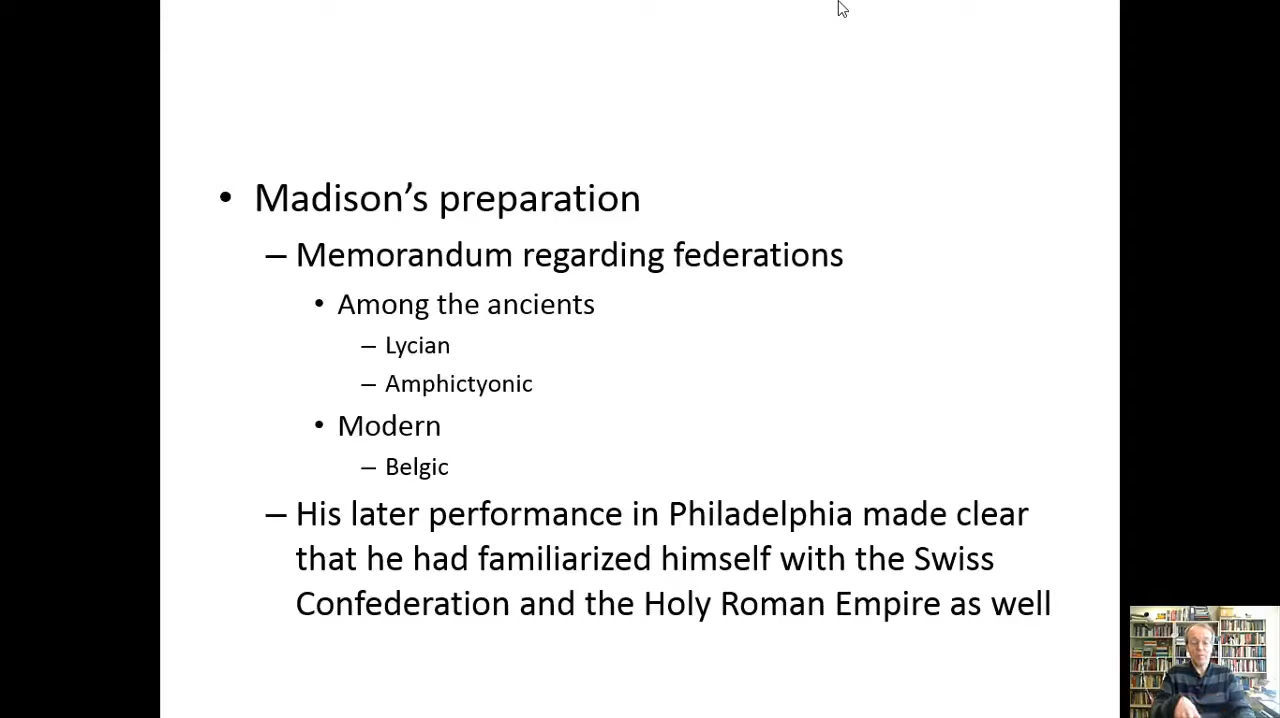 • Madison’s preparation
– Memorandum regarding federations
• Among the ancients
– Lycian
– Amphictyonic
• Modern
– Belgic
– His later performance in Philadelphia made clear
that he had familiarized himself with the Swiss
Confederation and the Holy Roman Empire as well